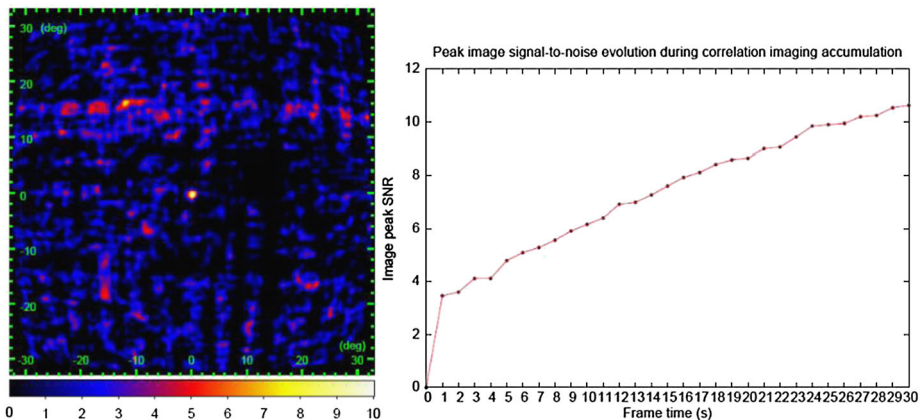 30 (deg)
20
10
0
-10
-20
(deg)
-30 -20 -10 0 10 20 30
0 1 2 3 4 5 6 7 8 9 10
Peak image signal-to-noise evolution during correlation imaging accumulation
12
10
8
6
4
2
0
Image peak SNR
0 1 2 3 4 5 6 7 8 9 10 11 12 13 14 15 16 17 18 19 20 21 22 23 24 25 26 27 28 29 30
Frame time (s)